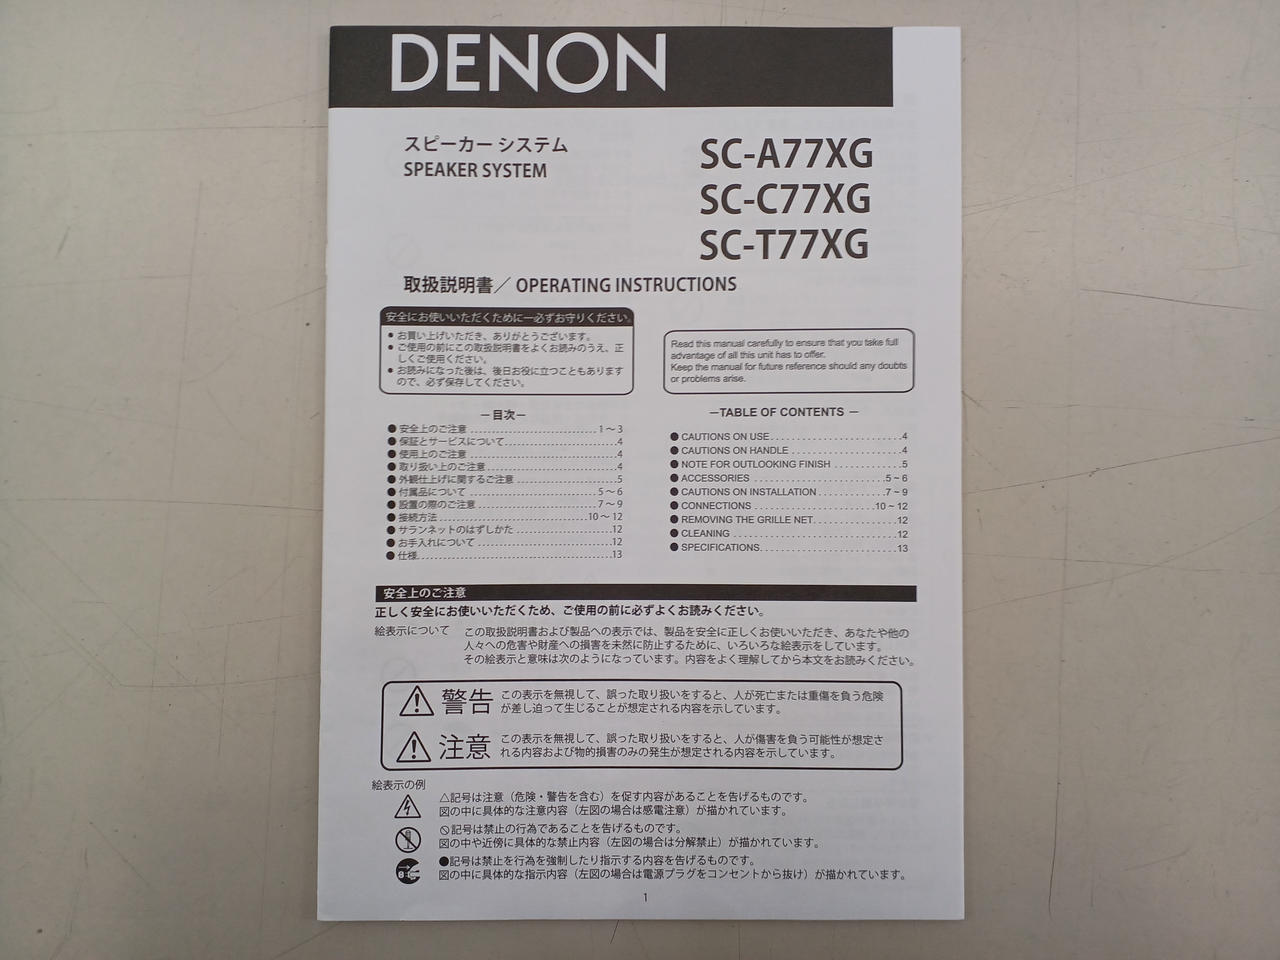 DENON
スピーカー システム
SPEAKER SYSTEM
SC-A77XG
SC-C77XG
SC-T77XG
取扱説明書／ OPERATING INSTRUCTIONS
安全にお使いいただくために一必ずお守りください。
● お買い上げいただき、ありがとうございます。
● ご使用の前にこの取扱説明書をよくお読みのうえ、正
しくご使用ください。
● お読みになった後は、後日お役に立つこともあります
ので、必ず保存してください。
Read this manual carefully to ensure that you take full
advantage of all this unit has to offer.
Keep the manual for future reference should any doubts
or problems arise.
－目次－
● 安全上のご注意 ............................ 1 ～ 3
● 保証とサービスについて ............................ 4
● 使用上のご注意 ............................ 4
● 取り扱い上のご注意 ............................ 4
● 外観仕上げに関するご注意 ............................ 5
● 付属品について ............................ 5 ～ 6
● 設置の際のご注意 ............................ 7 ～ 9
● 接続方法 ............................ 10 ～ 12
● サランネットのはずしかた ............................ 12
● お手入れについて ............................ 12
● 仕様 ............................ 13
－TABLE OF CONTENTS －
● CAUTIONS ON USE ............................ 4
● CAUTIONS ON HANDLE ............................ 4
● NOTE FOR OUTLOOKING FINISH ............................ 5
● ACCESSORIES ............................ 5 ~ 6
● CAUTIONS ON INSTALLATION ............................ 7 ~ 9
● CONNECTIONS ............................ 10 ~ 12
● REMOVING THE GRILLE NET ............................ 12
● CLEANING ............................ 12
● SPECIFICATIONS ............................ 13
安全上のご注意
正しく安全にお使いいただくため、ご使用の前に必ずよくお読みください。
絵表示について この取扱説明書および製品への表示では、製品を安全に正しくお使いいただき、あなたや他の
人々への危害や財産への損害を未然に防止するために、いろいろな絵表示をしています。
その絵表示と意味は次のようになっています。内容をよく理解してから本文をお読みください。
警告 この表示を無視して、誤った取り扱いをすると、人が死亡または重傷を負う危険
が差し迫って生じることが想定される内容を示しています。
注意 この表示を無視して、誤った取り扱いをすると、人が傷害を負う可能性が想定さ
れる内容および物的損害のみの発生が想定される内容を示しています。
絵表示の例
△記号は注意（危険・警告を含む）を促す内容があることを告げるものです。
図の中に具体的な注意内容（左図の場合は感電注意）が描かれています。
🚫記号は禁止の行為であることを告げるものです。
図の中や近傍に具体的な禁止内容（左図の場合は分解禁止）が描かれています。
●記号は禁止を行為を強制したり指示する内容を告げるものです。
図の中に具体的な指示内容（左図の場合は電源プラグをコンセントから抜け）が描かれています。
1